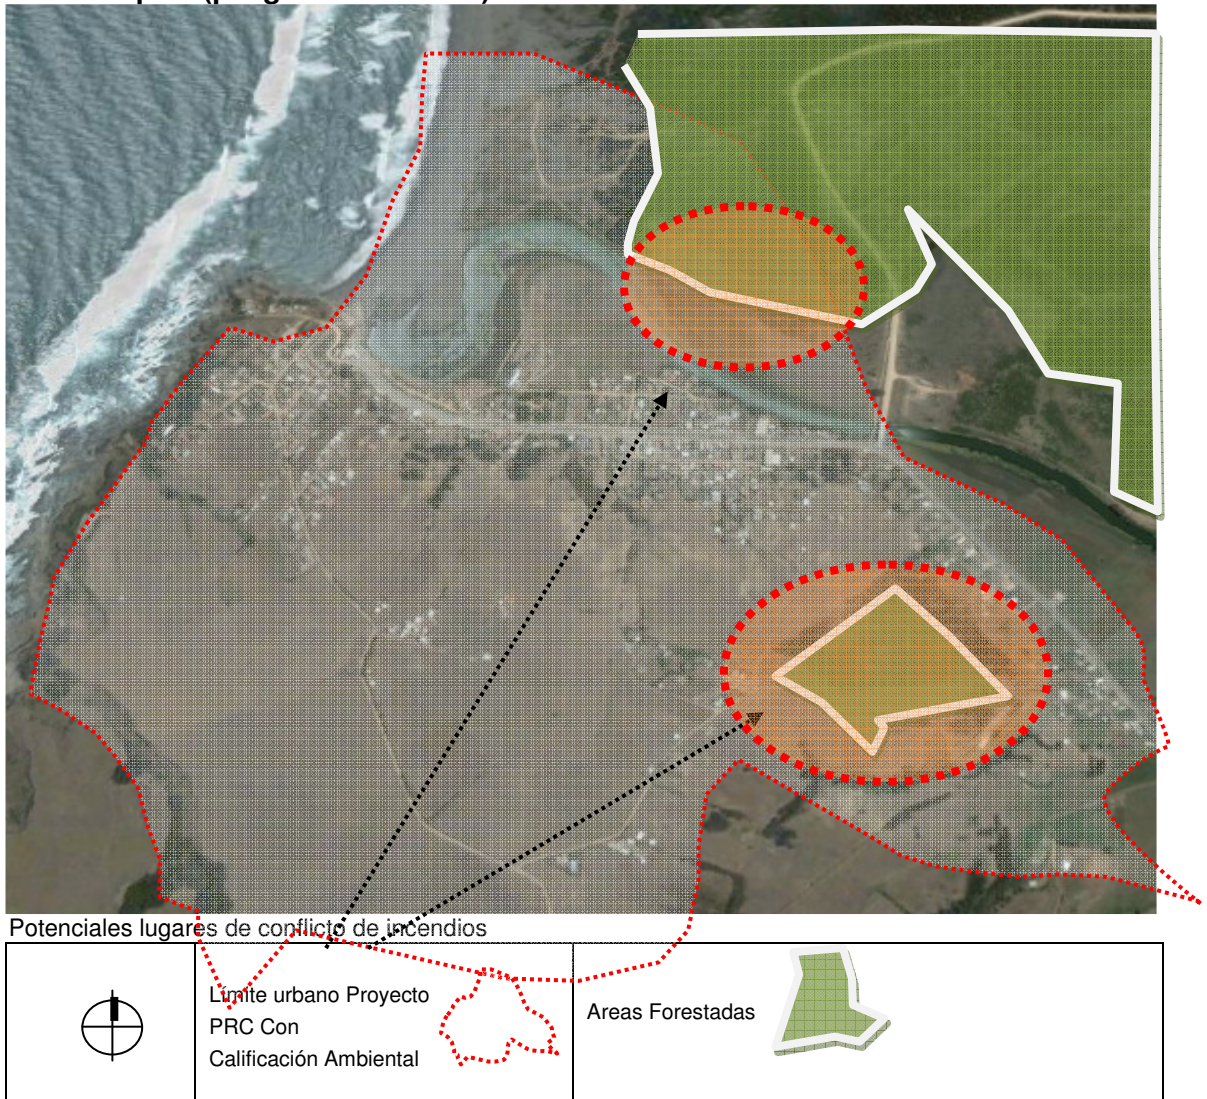 Potenciales lugares de conflicto de incendios
Límite urbano Proyecto
PRC Con
Calificación Ambiental
Areas Forestadas